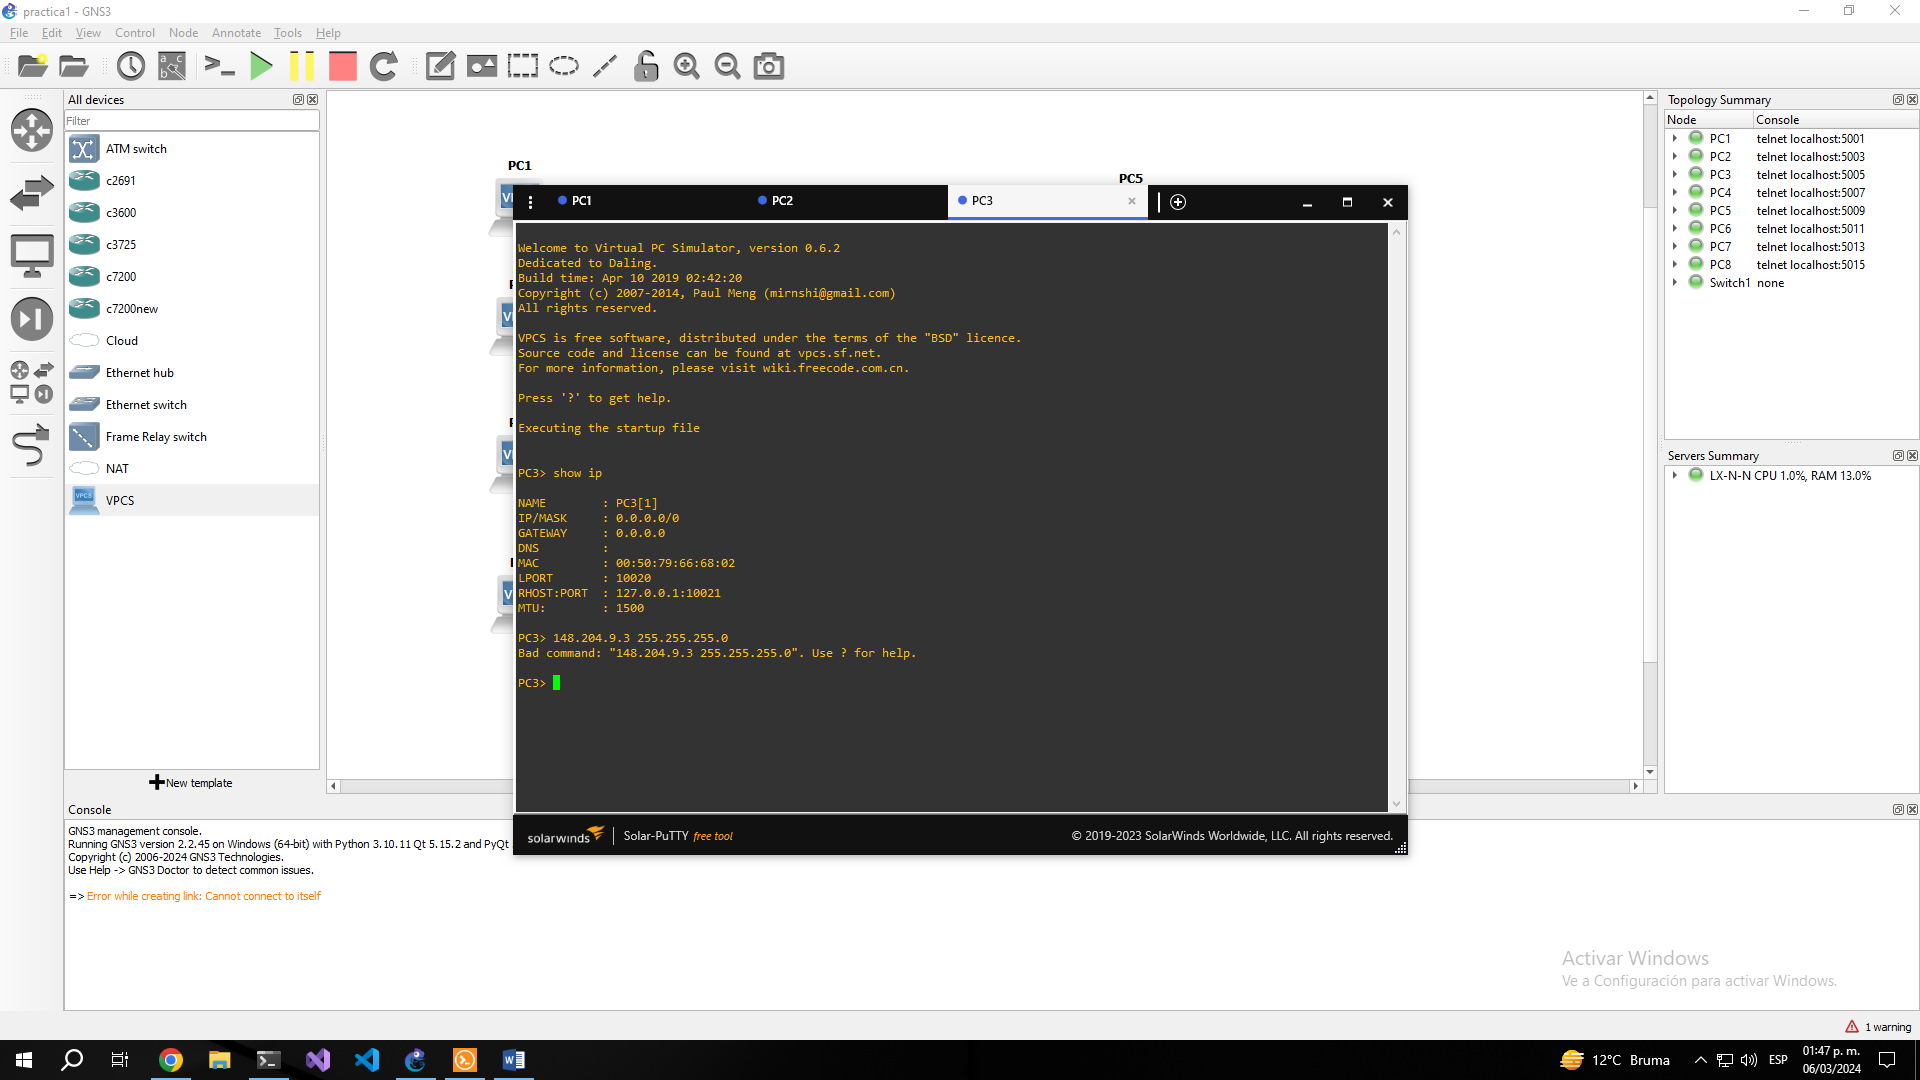 practica1 - GNS3
File Edit View Control Node Annotate Tools Help
All devices
Filter
ATM switch
c2691
c3600
c3725
c7200
c7200new
Cloud
Ethernet hub
Ethernet switch
Frame Relay switch
NAT
VPCS
New template
PC1
PC5
PC1
PC2
PC3
Welcome to Virtual PC Simulator, version 0.6.2
Dedicated to Daling.
Build time: Apr 10 2019 02:42:20
Copyright (c) 2007-2014, Paul Meng (mirnshi@gmail.com)
All rights reserved.
VPCS is free software, distributed under the terms of the "BSD" licence.
Source code and license can be found at vpcs.sf.net.
For more information, please visit wiki.freecode.com.cn.
Press '?' to get help.
Executing the startup file
PC3> show ip
NAME : PC3[1]
IP/MASK : 0.0.0.0/0
GATEWAY : 0.0.0.0
DNS :
MAC : 00:50:79:66:68:02
LPORT : 10020
RHOST:PORT : 127.0.0.1:10021
MTU: : 1500
PC3> 148.204.9.3 255.255.255.0
Bad command: "148.204.9.3 255.255.255.0". Use ? for help.
PC3>
solarwinds Solar-PuTTY free tool
© 2019-2023 SolarWinds Worldwide, LLC. All rights reserved.
Topology Summary
Node Console
PC1 telnet localhost:5001
PC2 telnet localhost:5003
PC3 telnet localhost:5005
PC4 telnet localhost:5007
PC5 telnet localhost:5009
PC6 telnet localhost:5011
PC7 telnet localhost:5013
PC8 telnet localhost:5015
Switch1 none
Servers Summary
LX-N-N CPU 1.0%, RAM 13.0%
Console
GNS3 management console.
Running GNS3 version 2.2.45 on Windows (64-bit) with Python 3.10.11 Qt 5.15.2 and PyQt
Copyright (c) 2006-2024 GNS3 Technologies.
Use Help -> GNS3 Doctor to detect common issues.
=> Error while creating link: Cannot connect to itself
Activar Windows
Ve a Configuración para activar Windows.
1 warning
12°C Bruma
ESP
01:47 p. m.
06/03/2024